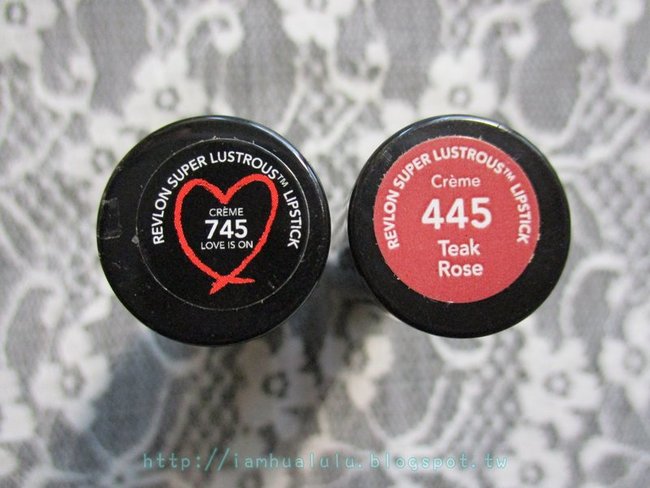 REVLON SUPER LUSTROUS™ LIPSTICK
CRÈME
745
LOVE IS ON
REVLON SUPER LUSTROUS™ LIPSTICK
Crème
445
Teak
Rose
http://iamhualulu.blogspot.tw